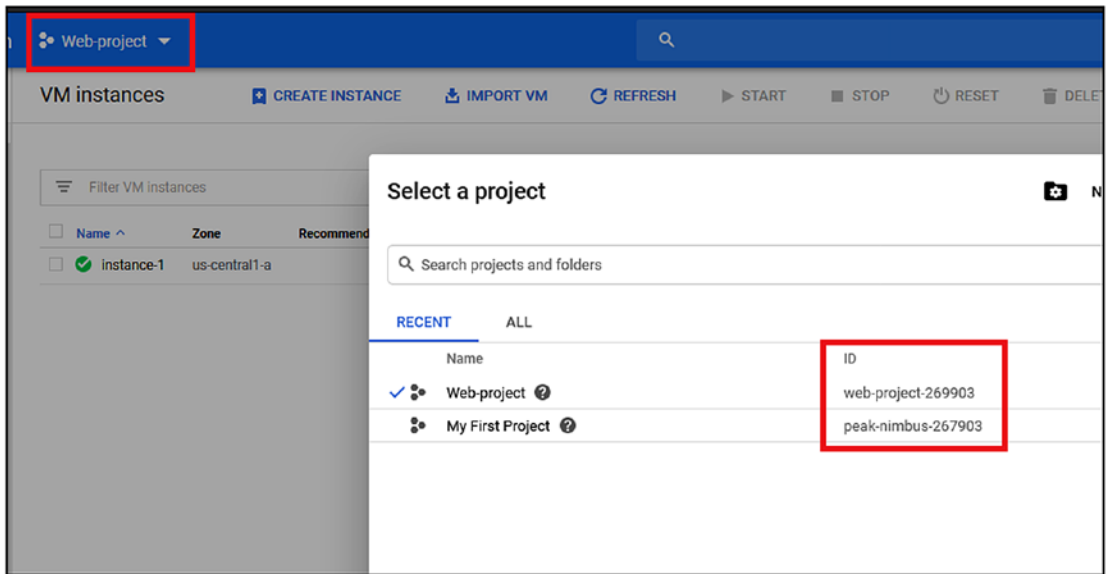 Web-project
VM instances CREATE INSTANCE IMPORT VM REFRESH START STOP RESET DELE
Filter VM instances
Name Zone Recommend
instance-1 us-central1-a
Select a project N
Search projects and folders
RECENT ALL
Name ID
Web-project web-project-269903
My First Project peak-nimbus-267903